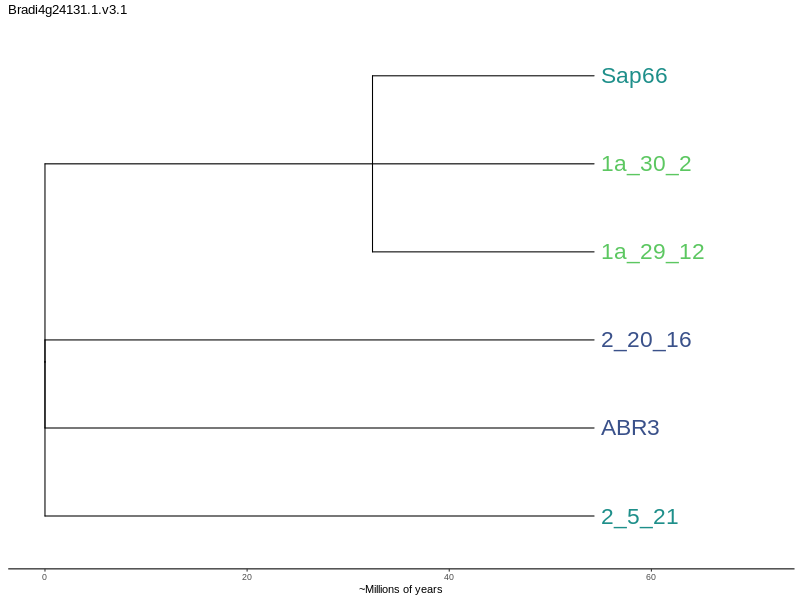 Bradi4g24131.1.v3.1
Sap66
1a_30_2
1a_29_12
2_20_16
ABR3
2_5_21
0 20 40 60
~Millions of years